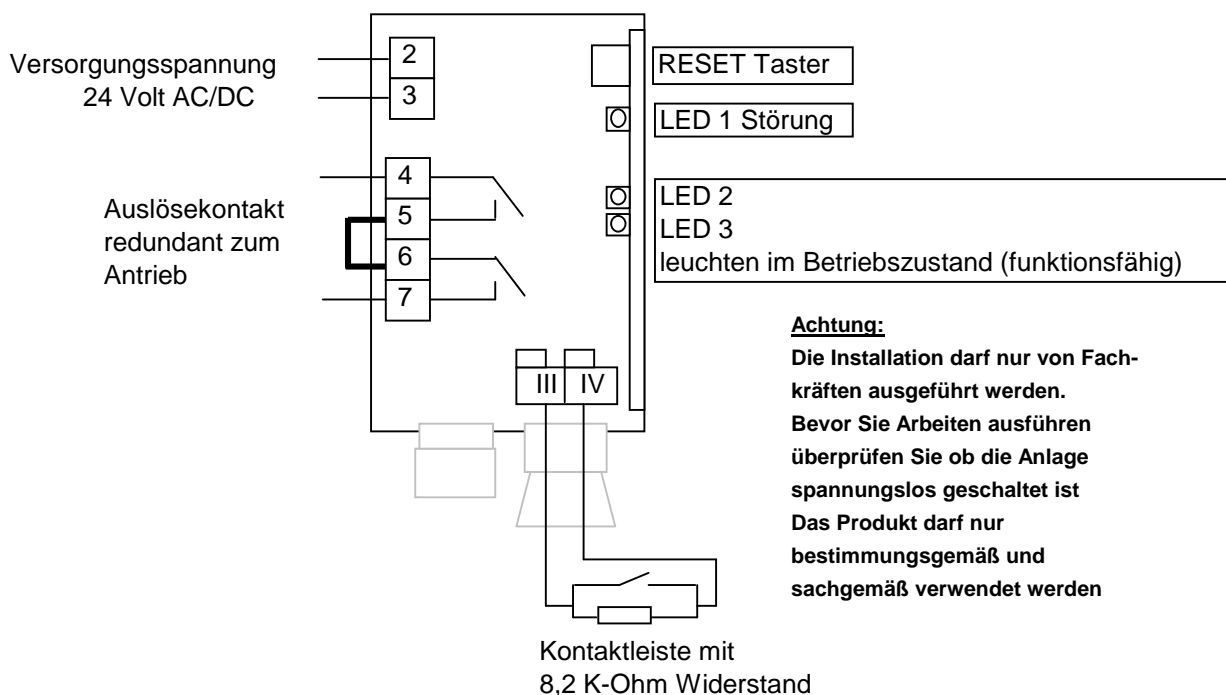 Versorgungsspannung
24 Volt AC/DC
2
3
RESET Taster
LED 1 Störung
4
5
6
7
Auslösekontakt
redundant zum
Antrieb
LED 2
LED 3
leuchten im Betriebszustand (funktionsfähig)
III IV
Achtung:
Die Installation darf nur von Fach-
kräften ausgeführt werden.
Bevor Sie Arbeiten ausführen
überprüfen Sie ob die Anlage
spannungslos geschaltet ist
Das Produkt darf nur
bestimmungsgemäß und
sachgemäß verwendet werden
Kontaktleiste mit
8,2 K-Ohm Widerstand